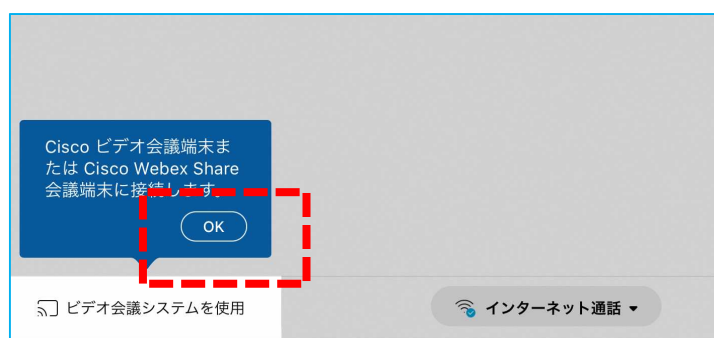 Cisco ビデオ会議端末ま
たは Cisco Webex Share
会議端末に接続します。
OK
ビデオ会議システムを使用
インターネット通話